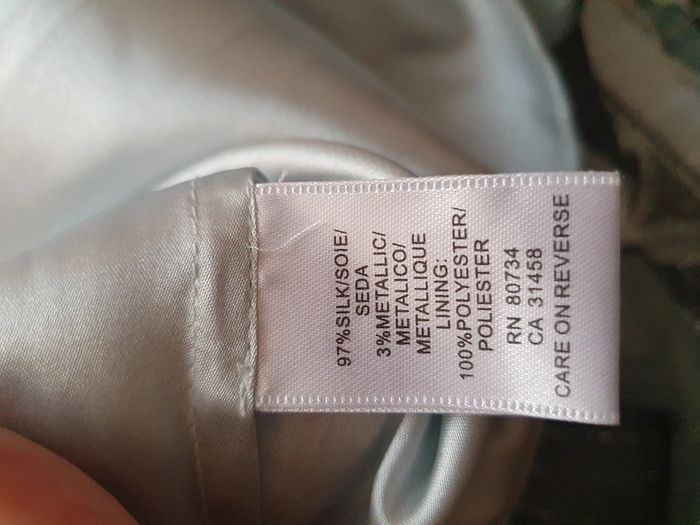 97%SILK/SOIE/
SEDA
3%METALLIC/
METALICO/
METALLIQUE
LINING:
100%POLYESTER/
POLIESTER
RN 80734
CA 31458
CARE ON REVERSE